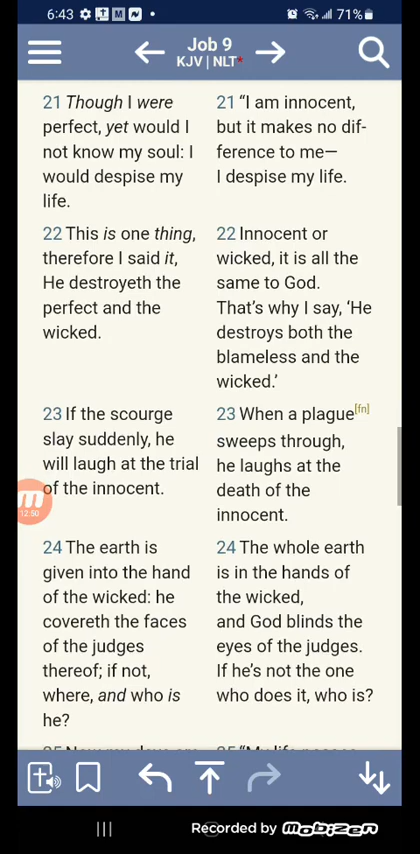 6:43 M 71%
Job 9
KJV | NLT*
21 Though I were
perfect, yet would I
not know my soul: I
would despise my
life.
21 “I am innocent,
but it makes no dif-
ference to me—
I despise my life.
22 This is one thing,
therefore I said it,
He destroyeth the
perfect and the
wicked.
22 Innocent or
wicked, it is all the
same to God.
That’s why I say, ‘He
destroys both the
blameless and the
wicked.’
23 If the scourge
slay suddenly, he
will laugh at the trial
of the innocent.
23 When a plague[fn]
sweeps through,
he laughs at the
death of the
innocent.
12:50
24 The earth is
given into the hand
of the wicked: he
covereth the faces
of the judges
thereof; if not,
where, and who is
he?
24 The whole earth
is in the hands of
the wicked,
and God blinds the
eyes of the judges.
If he’s not the one
who does it, who is?
Recorded by mobizen